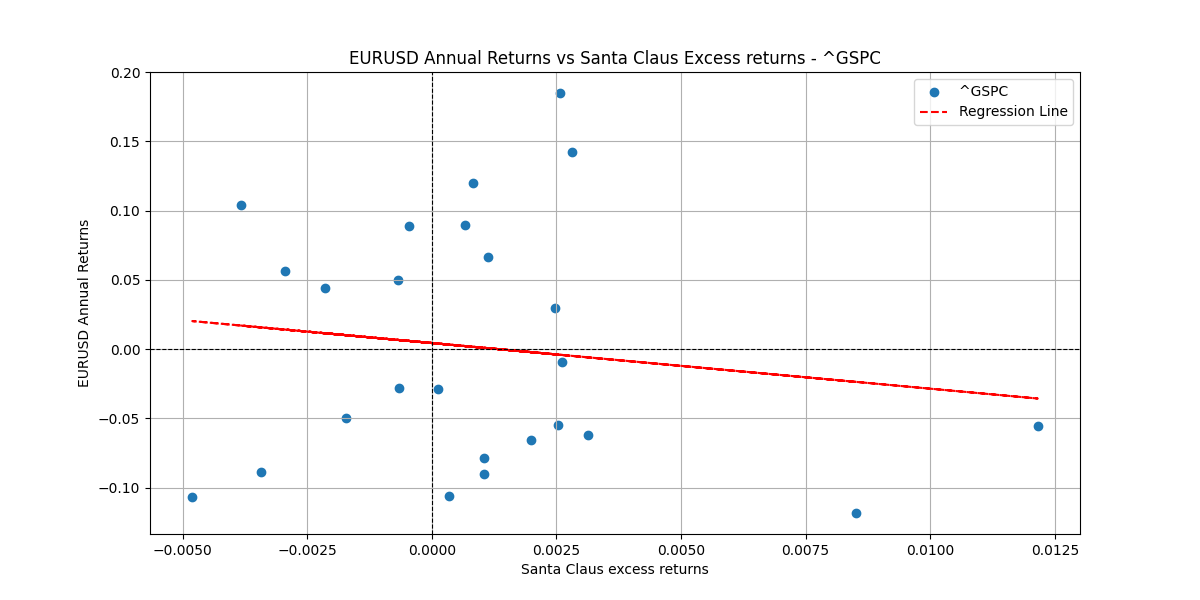 EURUSD Annual Returns vs Santa Claus Excess returns - ^GSPC
^GSPC
Regression Line
EURUSD Annual Returns
0.20
0.15
0.10
0.05
0.00
−0.05
−0.10
−0.0050 −0.0025 0.0000 0.0025 0.0050 0.0075 0.0100 0.0125
Santa Claus excess returns